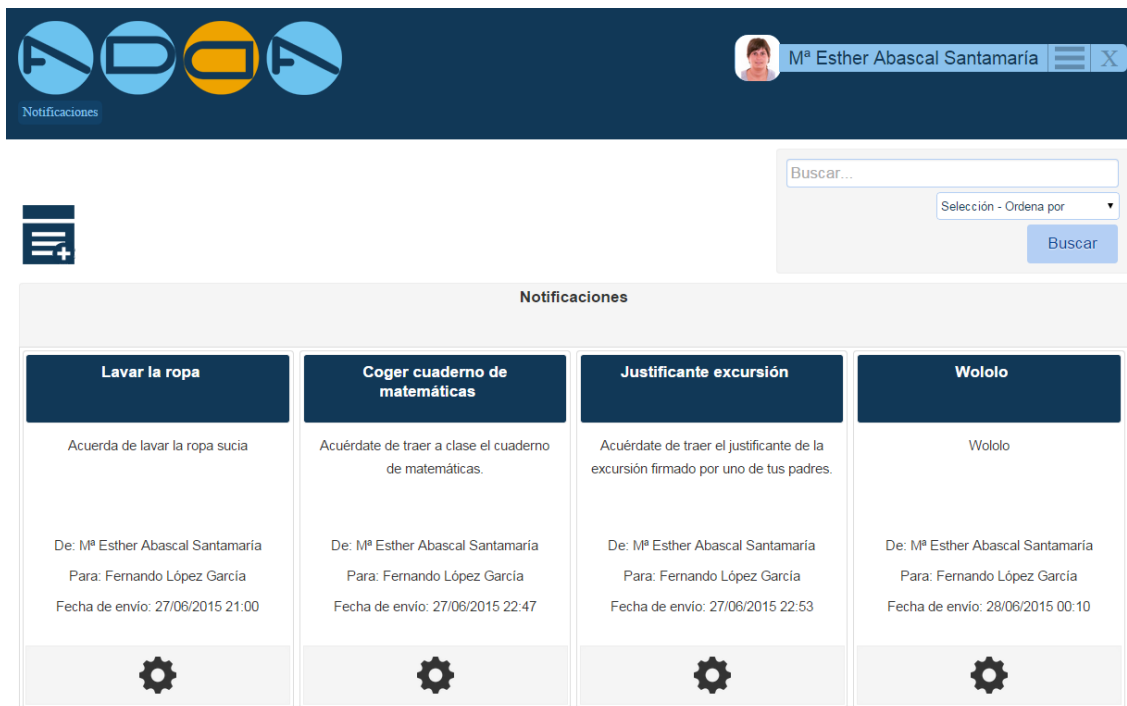 ADDA
Mª Esther Abascal Santamaría X
Notificaciones
Buscar...
Selección - Ordena por
Buscar
Notificaciones
Lavar la ropa
Acuerda de lavar la ropa sucia
De: Mª Esther Abascal Santamaría
Para: Fernando López García
Fecha de envío: 27/06/2015 21:00
Coger cuaderno de
matemáticas
Acuérdate de traer a clase el cuaderno
de matemáticas.
De: Mª Esther Abascal Santamaría
Para: Fernando López García
Fecha de envío: 27/06/2015 22:47
Justificante excursión
Acuérdate de traer el justificante de la
excursión firmado por uno de tus padres.
De: Mª Esther Abascal Santamaría
Para: Fernando López García
Fecha de envío: 27/06/2015 22:53
Wololo
Wololo
De: Mª Esther Abascal Santamaría
Para: Fernando López García
Fecha de envío: 28/06/2015 00:10